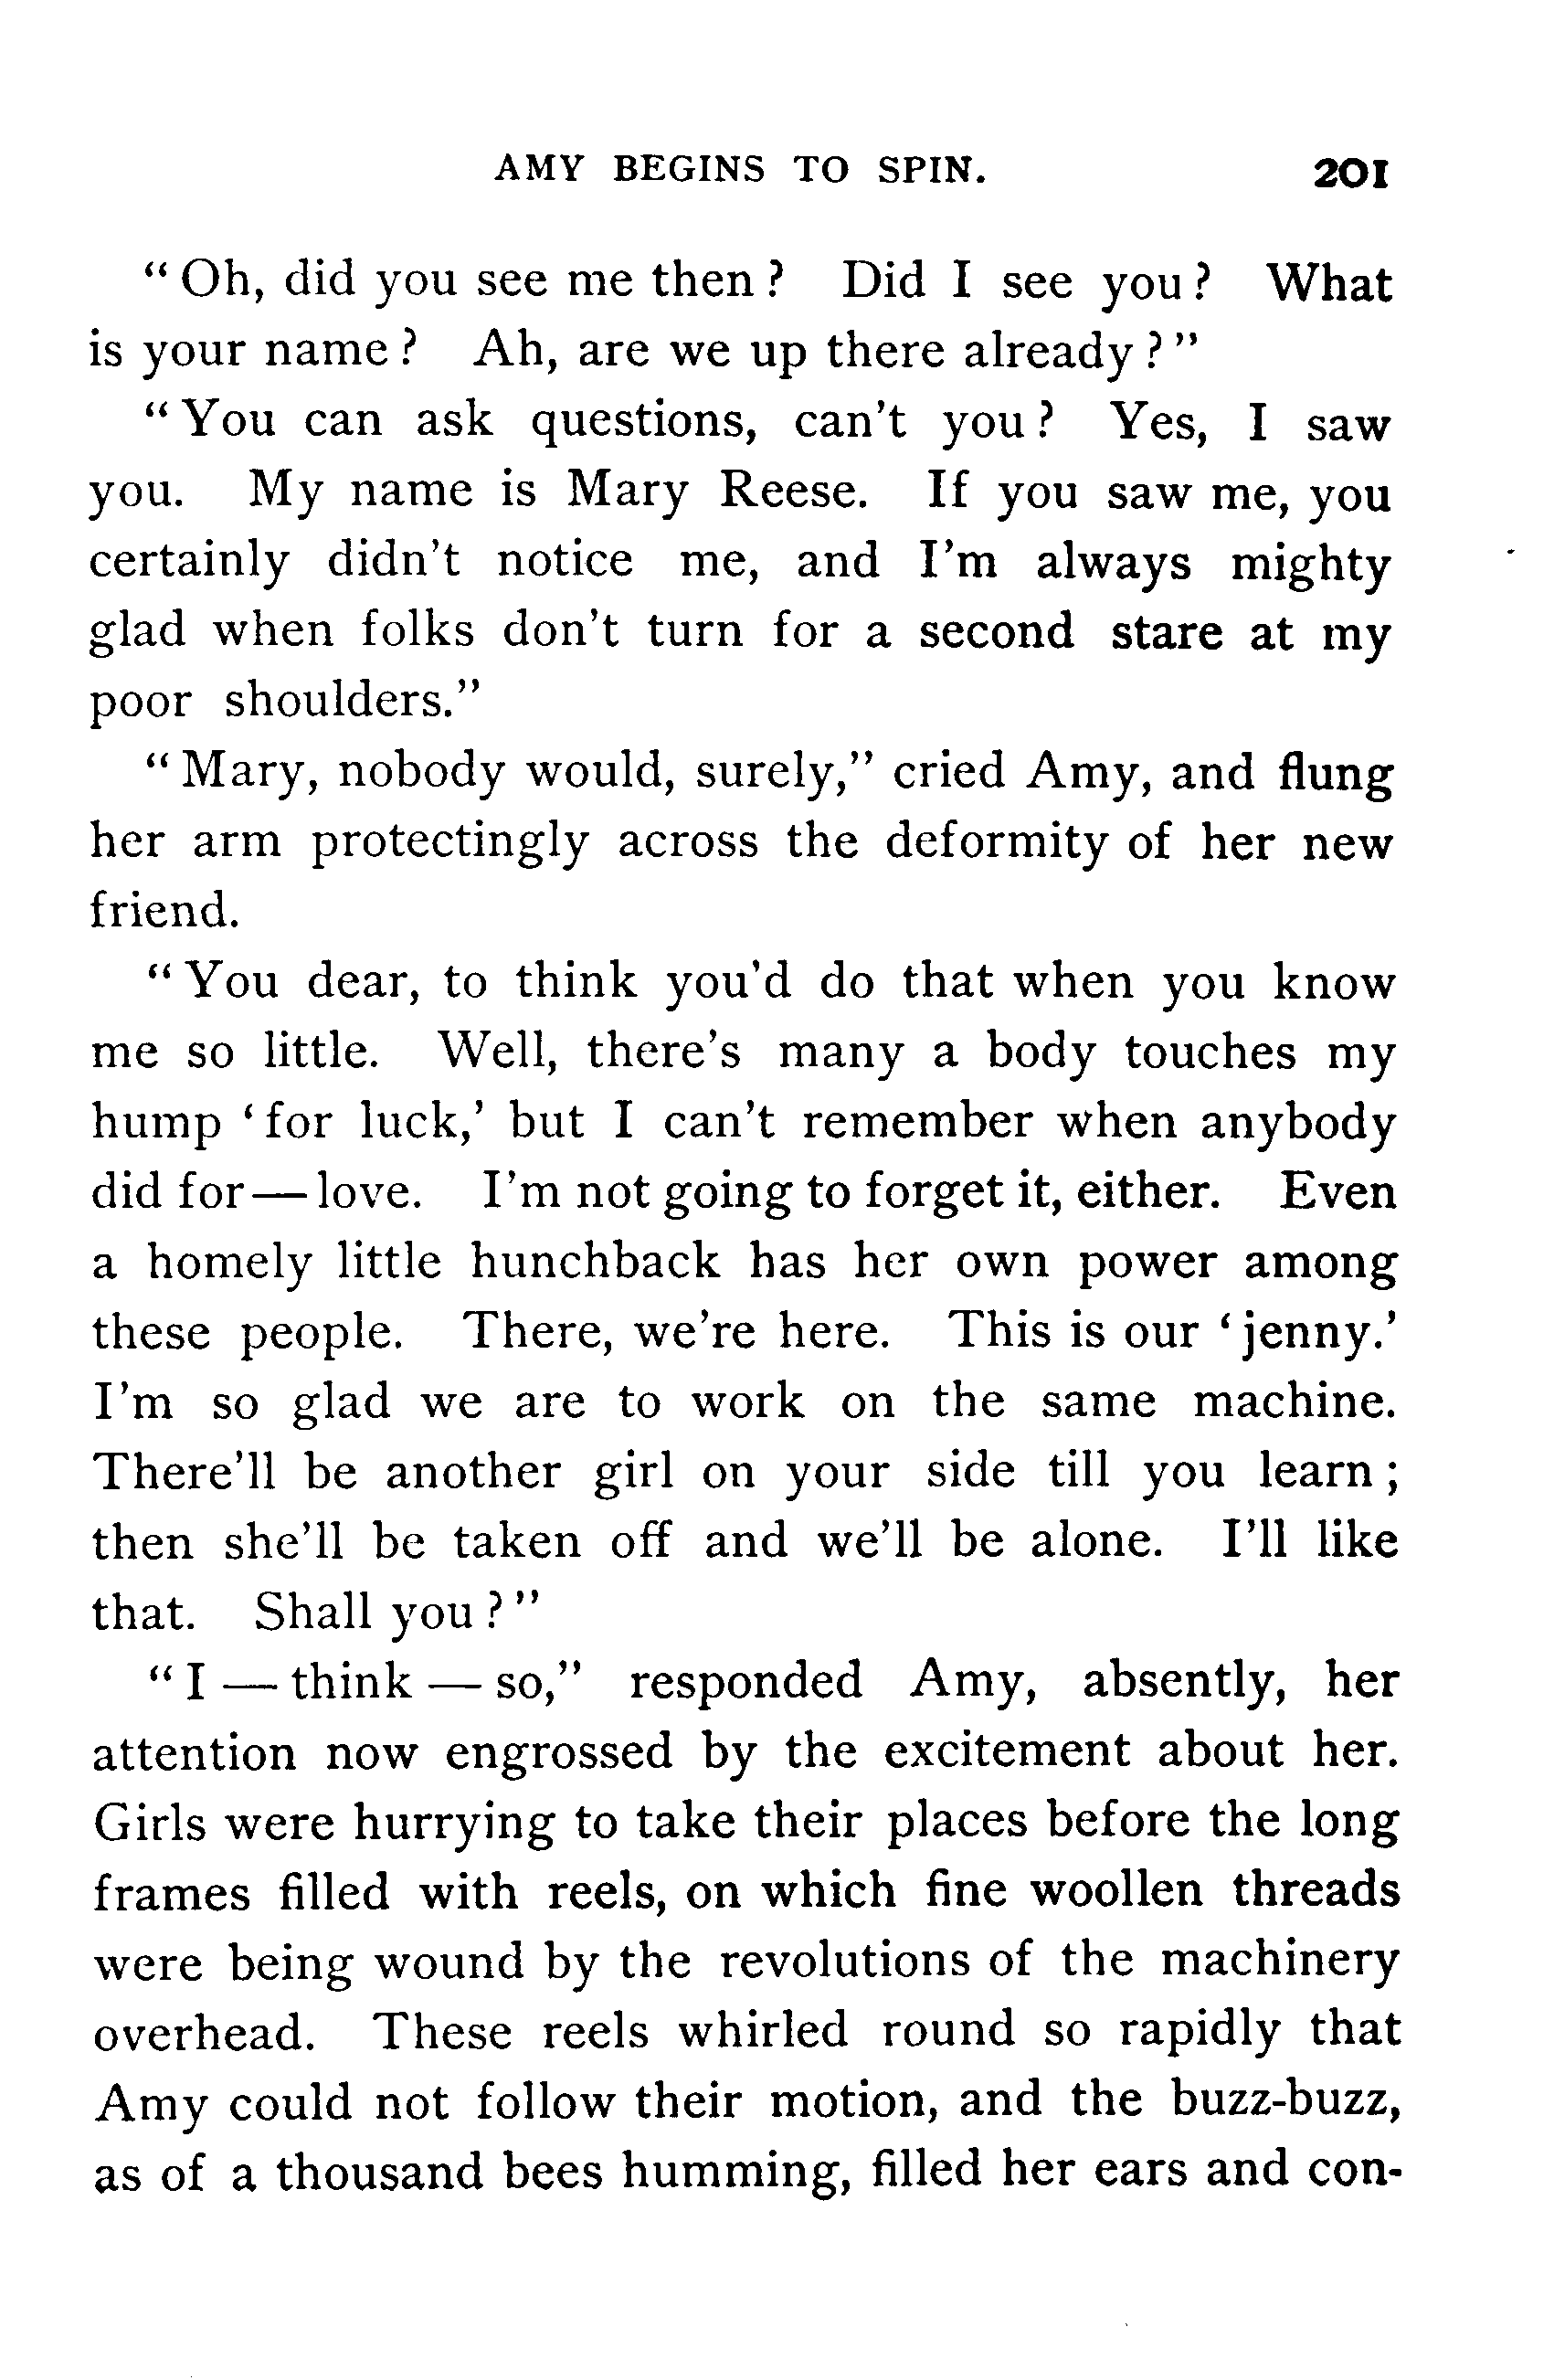 AMY BEGINS TO SPIN. 201
“Oh, did you see me then? Did I see you? What
is your name? Ah, are we up there already?”
“You can ask questions, can’t you? Yes, I saw
you. My name is Mary Reese. If you saw me, you
certainly didn’t notice me, and I’m always mighty
glad when folks don’t turn for a second stare at my
poor shoulders.”
“Mary, nobody would, surely,” cried Amy, and flung
her arm protectingly across the deformity of her new
friend.
“You dear, to think you’d do that when you know
me so little. Well, there’s many a body touches my
hump ‘for luck,’ but I can’t remember when anybody
did for—love. I’m not going to forget it, either. Even
a homely little hunchback has her own power among
these people. There, we’re here. This is our ‘jenny.’
I’m so glad we are to work on the same machine.
There’ll be another girl on your side till you learn;
then she’ll be taken off and we’ll be alone. I’ll like
that. Shall you?”
“I — think — so,” responded Amy, absently, her
attention now engrossed by the excitement about her.
Girls were hurrying to take their places before the long
frames filled with reels, on which fine woollen threads
were being wound by the revolutions of the machinery
overhead. These reels whirled round so rapidly that
Amy could not follow their motion, and the buzz-buzz,
as of a thousand bees humming, filled her ears and con-